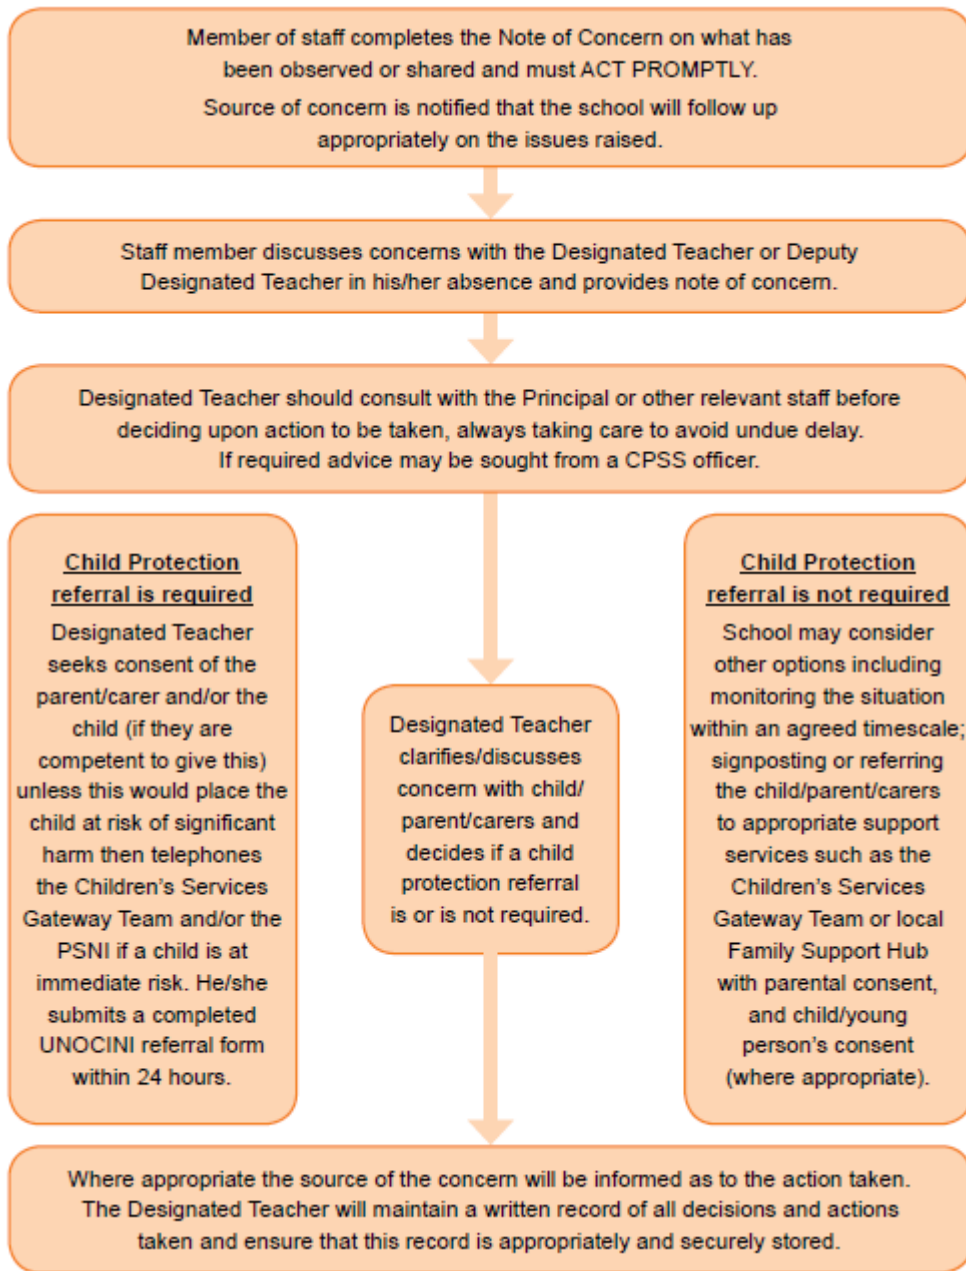 Member of staff completes the Note of Concern on what has
been observed or shared and must ACT PROMPTLY.
Source of concern is notified that the school will follow up
appropriately on the issues raised.
Staff member discusses concerns with the Designated Teacher or Deputy
Designated Teacher in his/her absence and provides note of concern.
Designated Teacher should consult with the Principal or other relevant staff before
deciding upon action to be taken, always taking care to avoid undue delay.
If required advice may be sought from a CPSS officer.
Child Protection
referral is required
Designated Teacher
seeks consent of the
parent/carer and/or the
child (if they are
competent to give this)
unless this would place the
child at risk of significant
harm then telephones
the Children's Services
Gateway Team and/or the
PSNI if a child is at
immediate risk. He/she
submits a completed
UNOCINI referral form
within 24 hours.
Designated Teacher
clarifies/discusses
concern with child/
parent/carers and
decides if a child
protection referral
is or is not required.
Child Protection
referral is not required
School may consider
other options including
monitoring the situation
within an agreed timescale;
signposting or referring
the child/parent/carers
to appropriate support
services such as the
Children's Services
Gateway Team or local
Family Support Hub
with parental consent,
and child/young
person's consent
(where appropriate).
Where appropriate the source of the concern will be informed as to the action taken.
The Designated Teacher will maintain a written record of all decisions and actions
taken and ensure that this record is appropriately and securely stored.